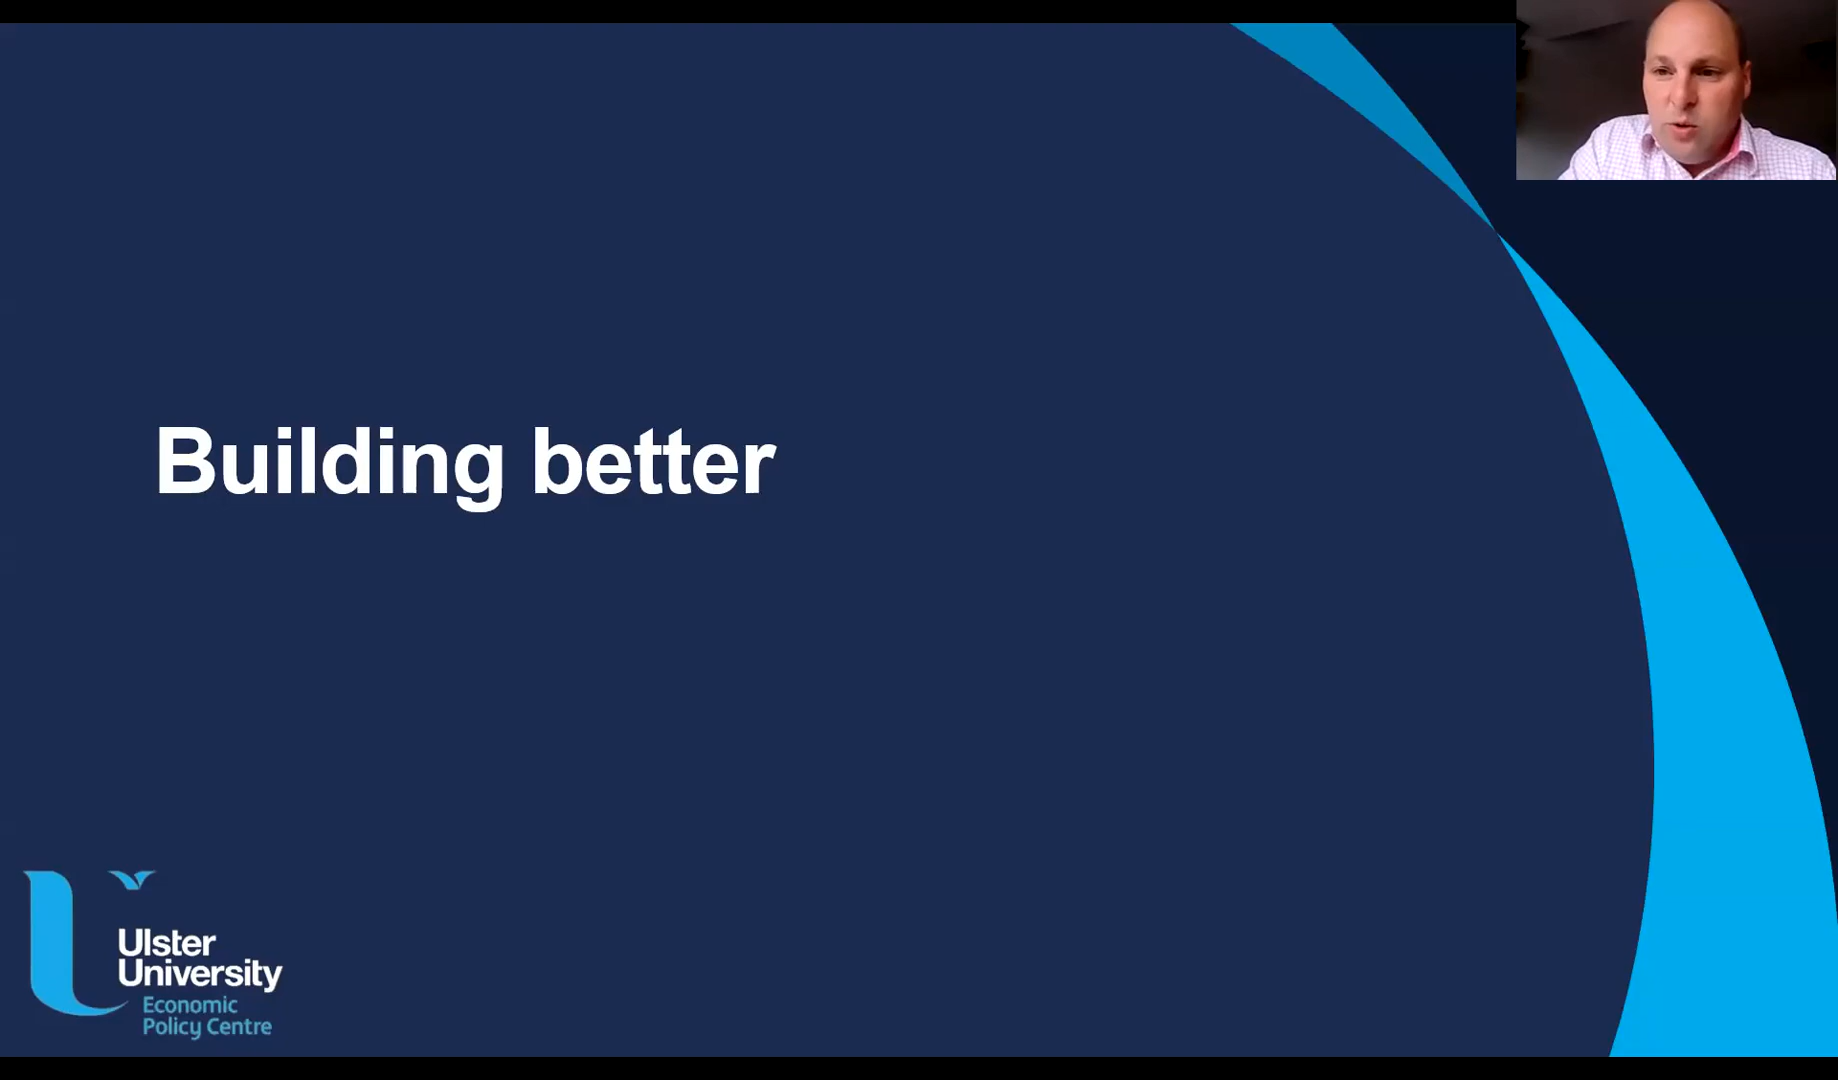 Building better
Ulster
University
Economic
Policy Centre